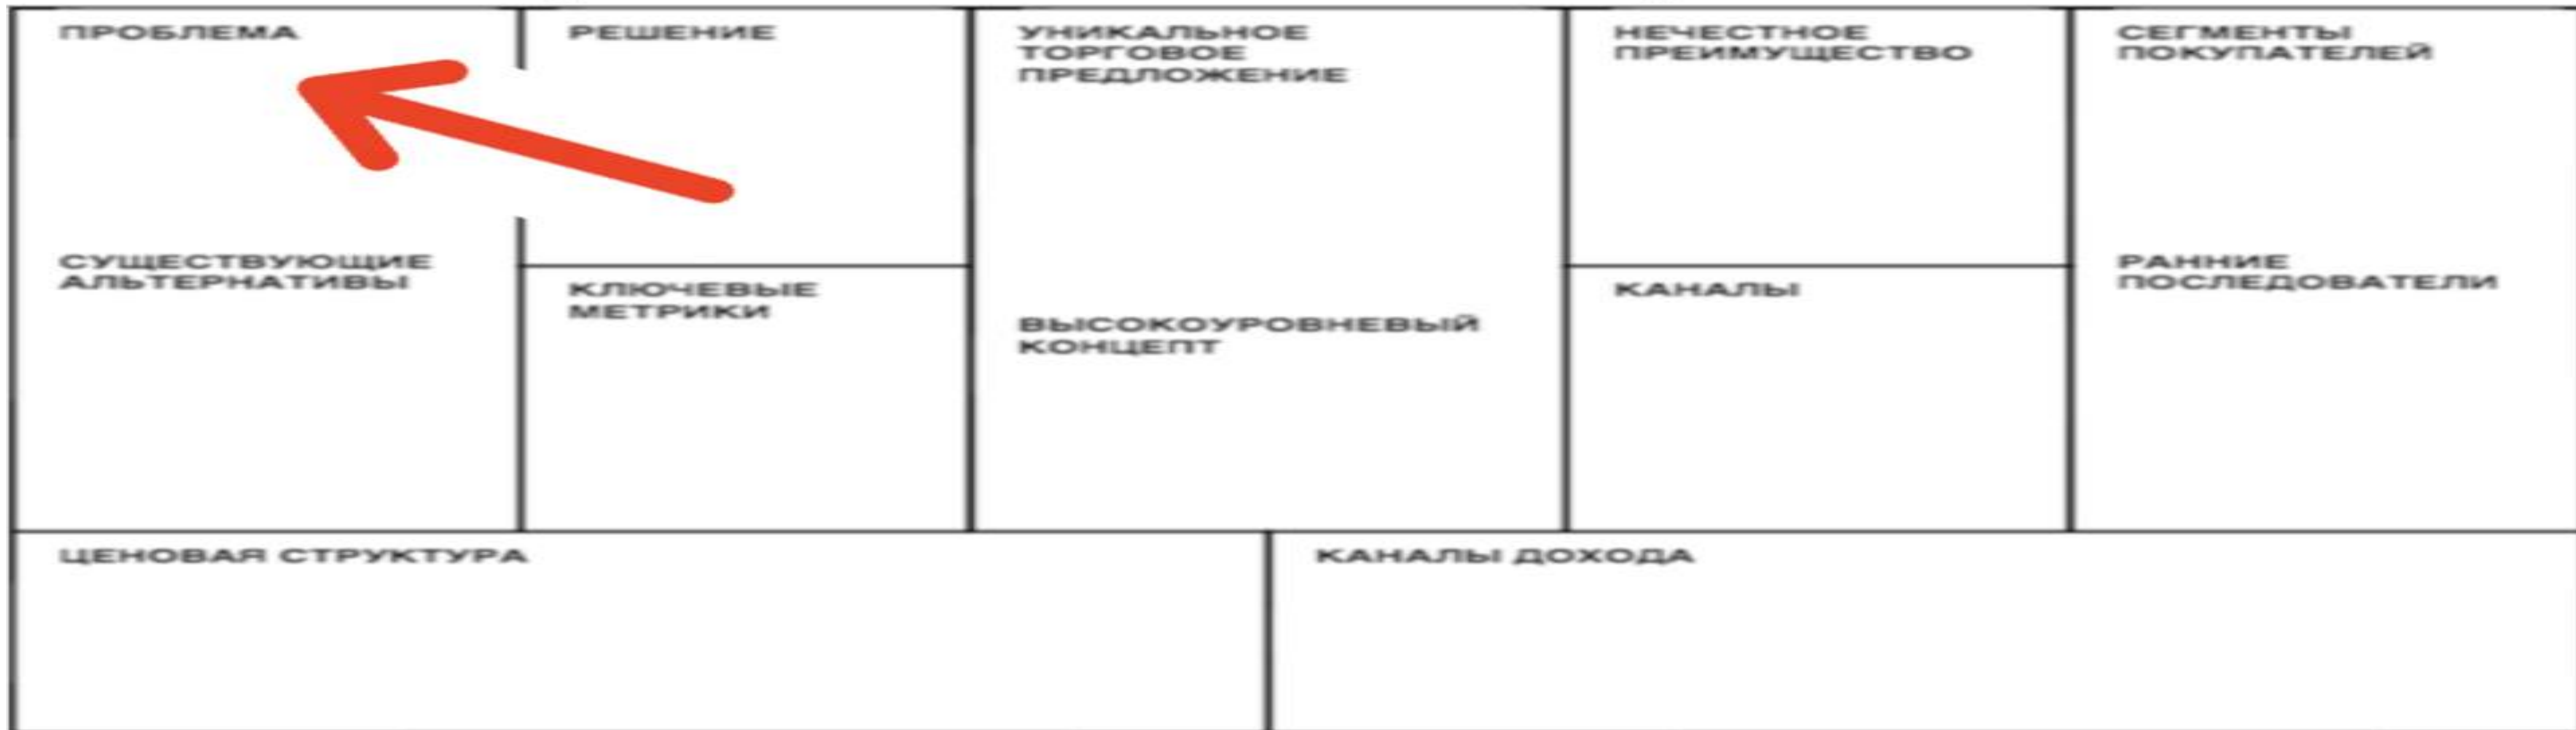 ПРОБЛЕМА
СУЩЕСТВУЮЩИЕ
АЛЬТЕРНАТИВЫ
РЕШЕНИЕ
КЛЮЧЕВЫЕ
МЕТРИКИ
УНИКАЛЬНОЕ
ТОРГОВОЕ
ПРЕДЛОЖЕНИЕ
ВЫСОКОУРОВНЕВЫЙ
КОНЦЕПТ
НЕЧЕСТНОЕ
ПРЕИМУЩЕСТВО
КАНАЛЫ
СЕГМЕНТЫ
ПОКУПАТЕЛЕЙ
РАННИЕ
ПОСЛЕДОВАТЕЛИ
ЦЕНОВАЯ СТРУКТУРА
КАНАЛЫ ДОХОДА